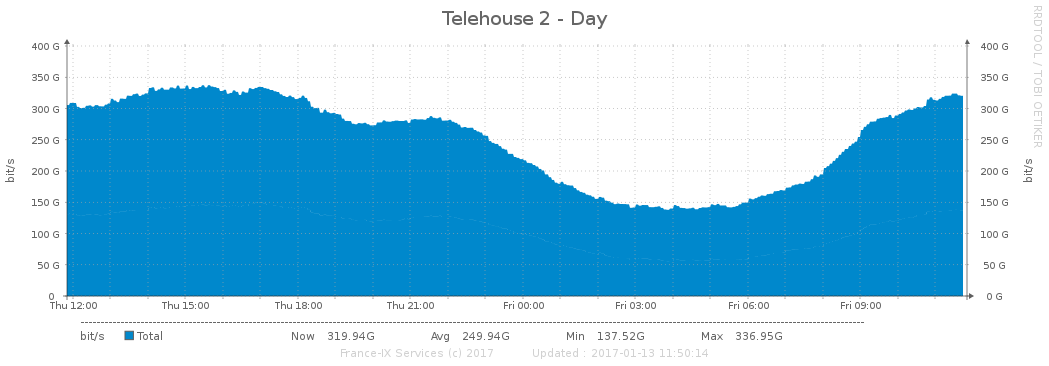 Telehouse 2 - Day
RRDTOOL / TOBI OETIKER
bit/s
400 G
350 G
300 G
250 G
200 G
150 G
100 G
50 G
0
400 G
350 G
300 G
250 G
200 G
150 G
100 G
50 G
0 G
bit/s
Thu 12:00 Thu 15:00 Thu 18:00 Thu 21:00 Fri 00:00 Fri 03:00 Fri 06:00 Fri 09:00
bit/s Total Now 319.94G Avg 249.94G Min 137.52G Max 336.95G
France-IX Services (c) 2017 Updated : 2017-01-13 11:50:14